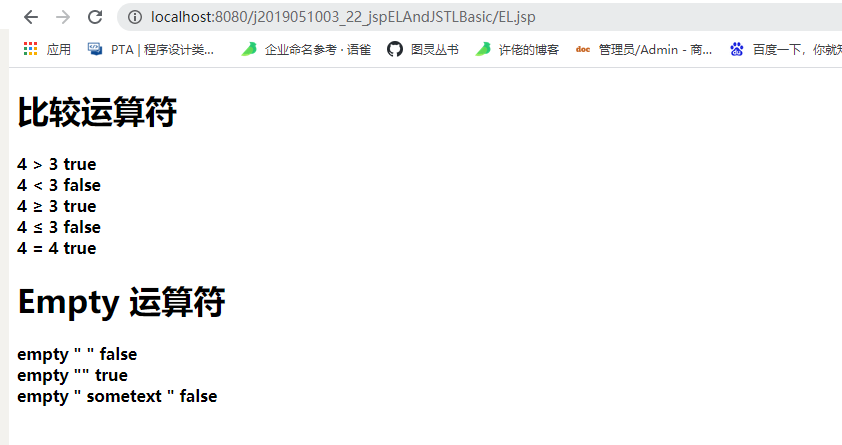 localhost:8080/j2019051003_22_jspELAndJSTLBasic/EL.jsp
应用 PTA | 程序设计类... 企业命名参考 · 语雀 图灵丛书 许佬的博客 doc 管理员/Admin - 商... 百度一下，你就知
比较运算符
4 > 3 true
4 < 3 false
4 ≥ 3 true
4 ≤ 3 false
4 = 4 true
Empty 运算符
empty " " false
empty "" true
empty " sometext " false